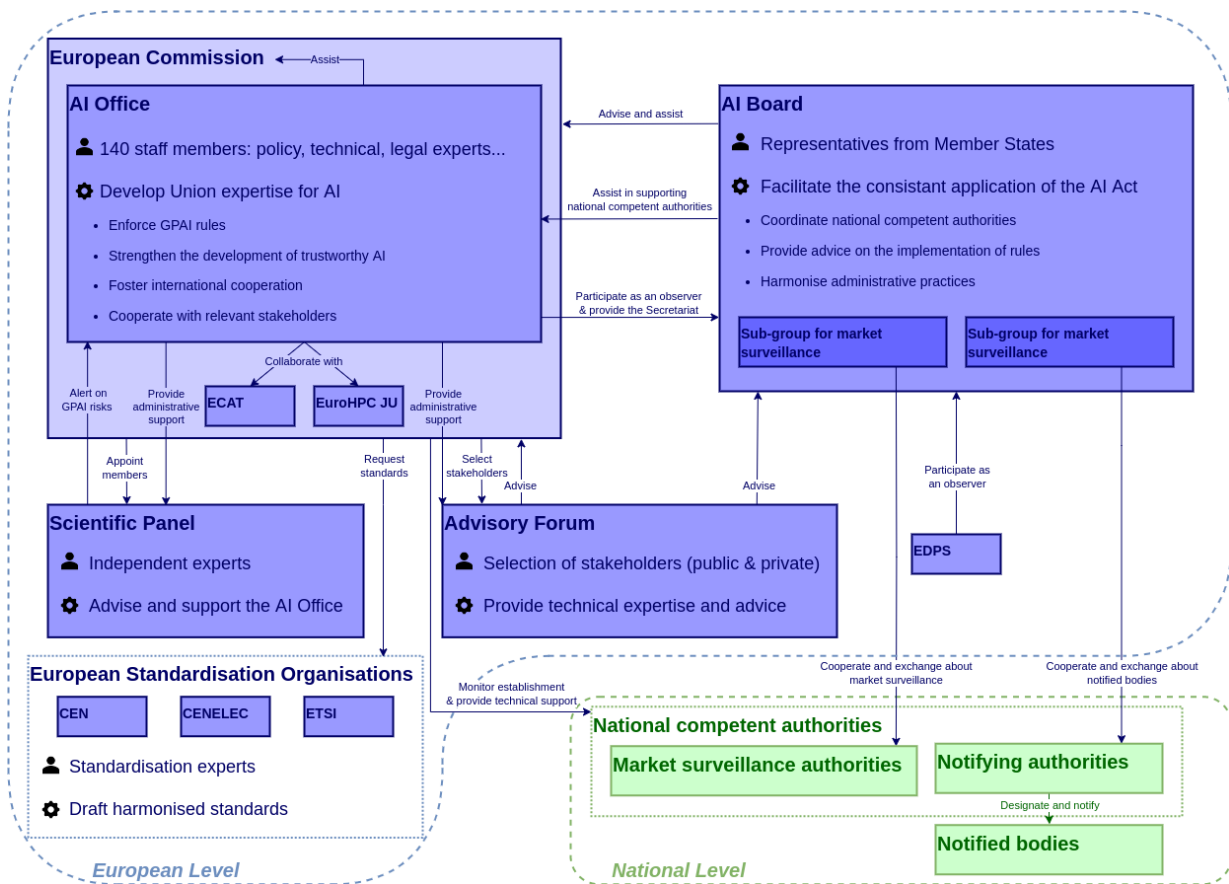 European Commission
Assist
AI Office
140 staff members: policy, technical, legal experts...
Develop Union expertise for AI
Enforce GPAI rules
Strengthen the development of trustworthy AI
Foster international cooperation
Cooperate with relevant stakeholders
Advise and assist
Assist in supporting
national competent authorities
Participate as an observer
& provide the Secretariat
AI Board
Representatives from Member States
Facilitate the consistant application of the AI Act
Coordinate national competent authorities
Provide advice on the implementation of rules
Harmonise administrative practices
Sub-group for market
surveillance
Sub-group for market
surveillance
Collaborate with
ECAT
EuroHPC JU
Alert on
GPAI risks
Provide
administrative
support
Provide
administrative
support
Appoint
members
Request
standards
Select
stakeholders
Advise
Advise
Participate as
an observer
EDPS
Scientific Panel
Independent experts
Advise and support the AI Office
Advisory Forum
Selection of stakeholders (public & private)
Provide technical expertise and advice
European Standardisation Organisations
CEN
CENELEC
ETSI
Standardisation experts
Draft harmonised standards
European Level
Monitor establishment
& provide technical support
Cooperate and exchange about
market surveillance
Cooperate and exchange about
notified bodies
National competent authorities
Market surveillance authorities
Notifying authorities
Designate and notify
Notified bodies
National Level